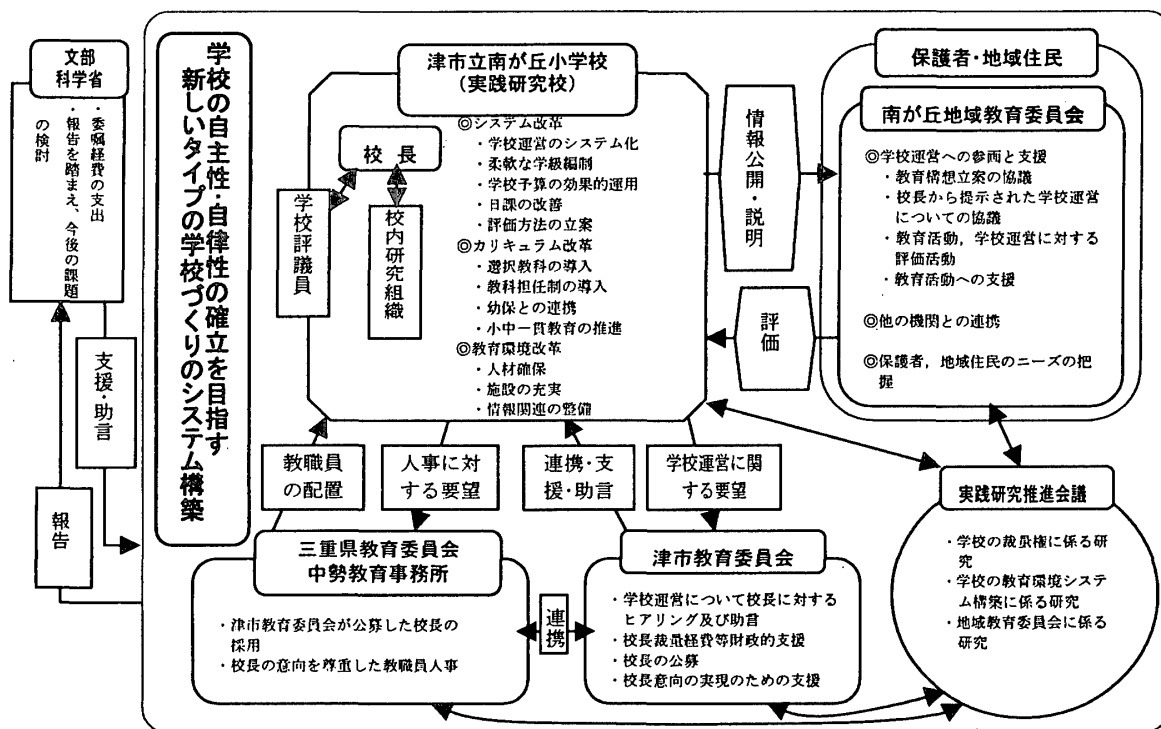 文部
科学省
・委嘱経費の支出
・報告を踏まえ、今後の課題
の検討
支援・助言
報告
学校の自主性・自律性の確立を目指す
新しいタイプの学校づくりのシステム構築
津市立南が丘小学校
(実践研究校)
校長
学校評議員
校内研究組織
◎システム改革
・学校運営のシステム化
・柔軟な学級編制
・学校予算の効果的運用
・日課の改善
・評価方法の立案
◎カリキュラム改革
・選択教科の導入
・教科担任制の導入
・幼保との連携
・小中一貫教育の推進
◎教育環境改革
・人材確保
・施設の充実
・情報関連の整備
情報公開・説明
評価
保護者・地域住民
南が丘地域教育委員会
◎学校運営への参画と支援
・教育構想立案の協議
・校長から提示された学校運営
についての協議
・教育活動,学校運営に対する
評価活動
・教育活動への支援
◎他の機関との連携
◎保護者,地域住民のニーズの把
握
教職員
の配置
人事に対
する要望
連携・支
援・助言
学校運営に関
する要望
三重県教育委員会
中勢教育事務所
・津市教育委員会が公募した校長の
採用
・校長の意向を尊重した教職員人事
連携
津市教育委員会
・学校運営について校長に対する
ヒアリング及び助言
・校長裁量経費等財政的支援
・校長の公募
・校長意向の実現のための支援
実践研究推進会議
・学校の裁量権に係る研
究
・学校の教育環境システ
ム構築に係る研究
・地域教育委員会に係る
研究